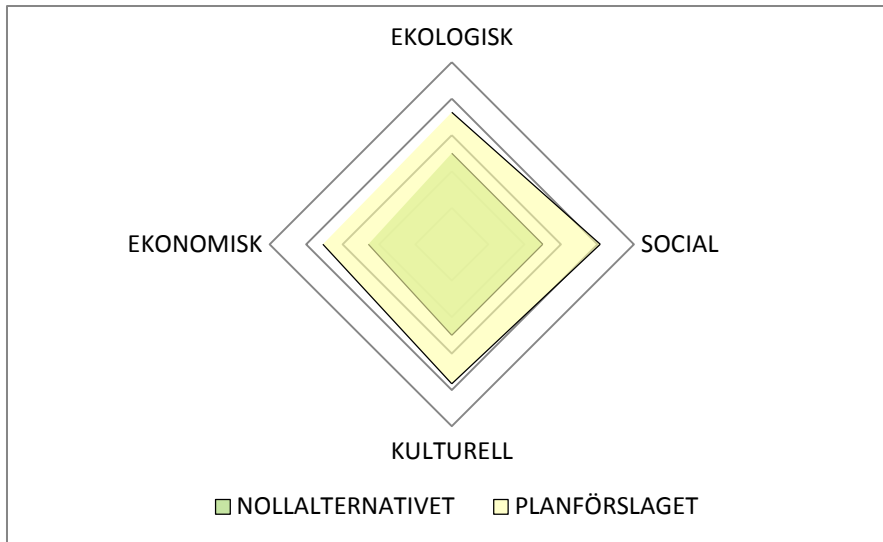 EKOLOGISK
EKONOMISK
SOCIAL
KULTURELL
NOLLALTERNATIVET PLANFÖRSLAGET